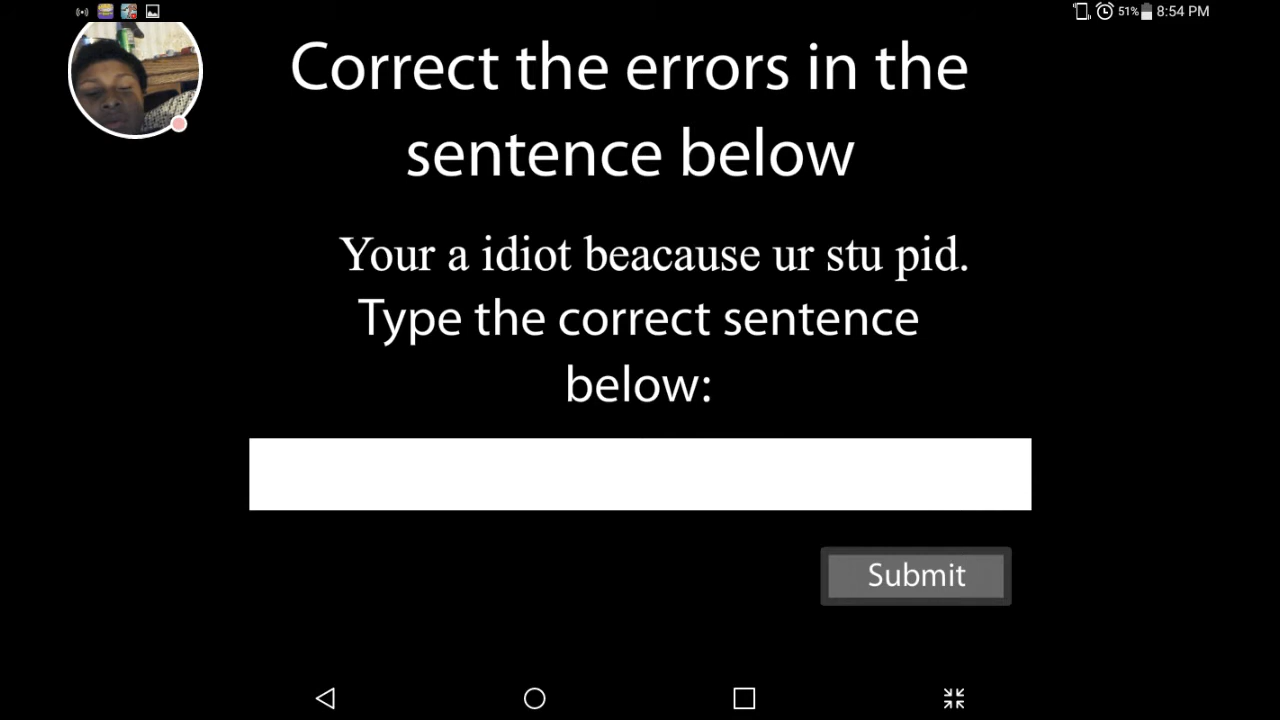 51% 8:54 PM
Correct the errors in the
sentence below
Your a idiot beacause ur stu pid.
Type the correct sentence
below:
Submit